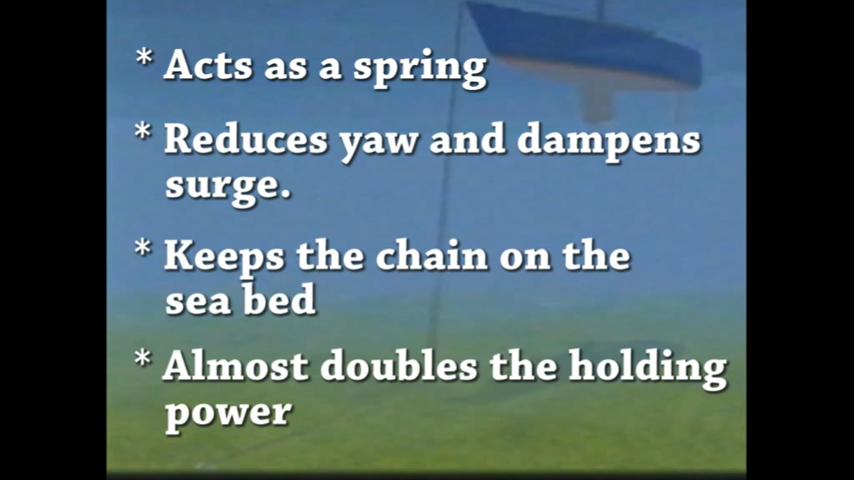 * Acts as a spring
* Reduces yaw and dampens
surge.
* Keeps the chain on the
sea bed
* Almost doubles the holding
power